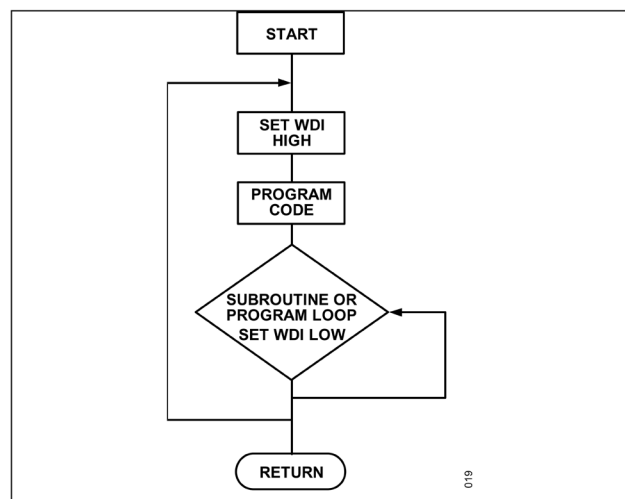 START
SET WDI
HIGH
PROGRAM
CODE
SUBROUTINE OR
PROGRAM LOOP
SET WDI LOW
RETURN
019